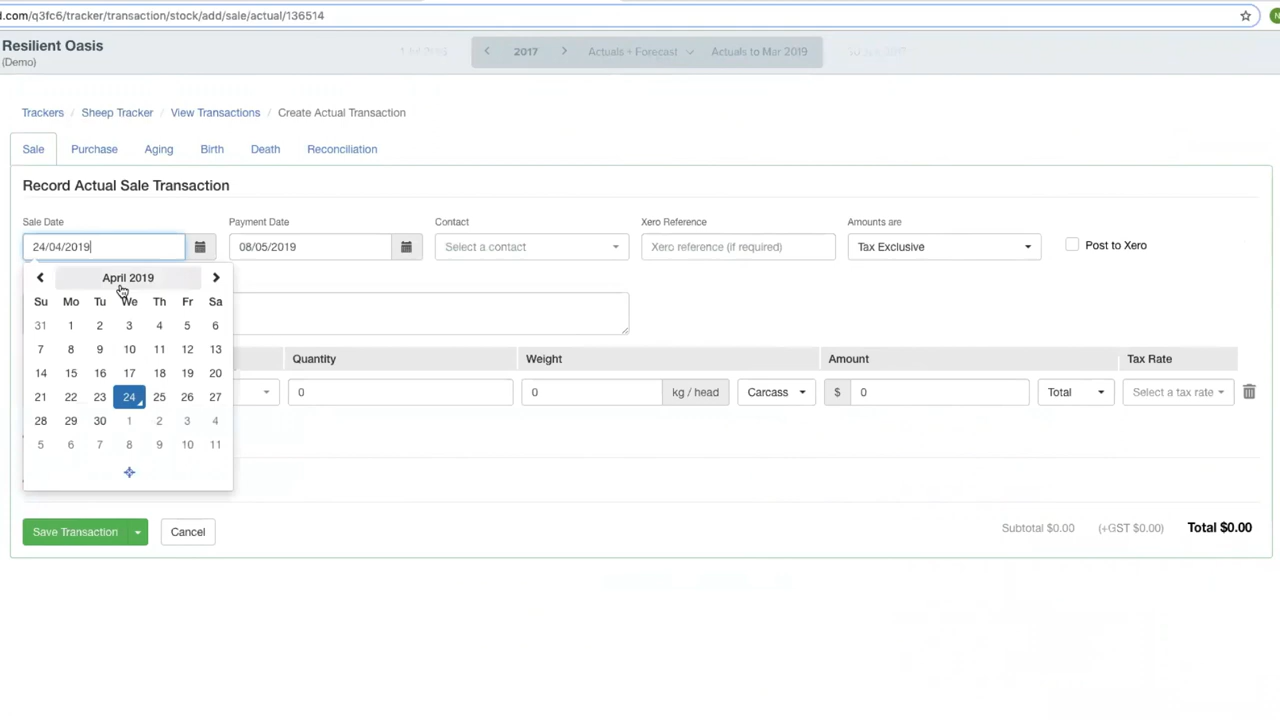 d.com/q3fc6/tracker/transaction/stock/add/sale/actual/136514
Resilient Oasis
(Demo)
2017 Actuals + Forecast Actuals to Mar 2019
Trackers / Sheep Tracker / View Transactions / Create Actual Transaction
Sale Purchase Aging Birth Death Reconciliation
Record Actual Sale Transaction
Sale Date Payment Date Contact Xero Reference Amounts are
24/04/2019 08/05/2019 Select a contact Xero reference (if required) Tax Exclusive Post to Xero
April 2019
Su Mo Tu We Th Fr Sa
31 1 2 3 4 5 6
7 8 9 10 11 12 13
14 15 16 17 18 19 20
21 22 23 24 25 26 27
28 29 30 1 2 3 4
5 6 7 8 9 10 11
Quantity Weight Amount Tax Rate
0 0 kg / head Carcass $ 0 Total Select a tax rate
Save Transaction Cancel Subtotal $0.00 (+GST $0.00) Total $0.00